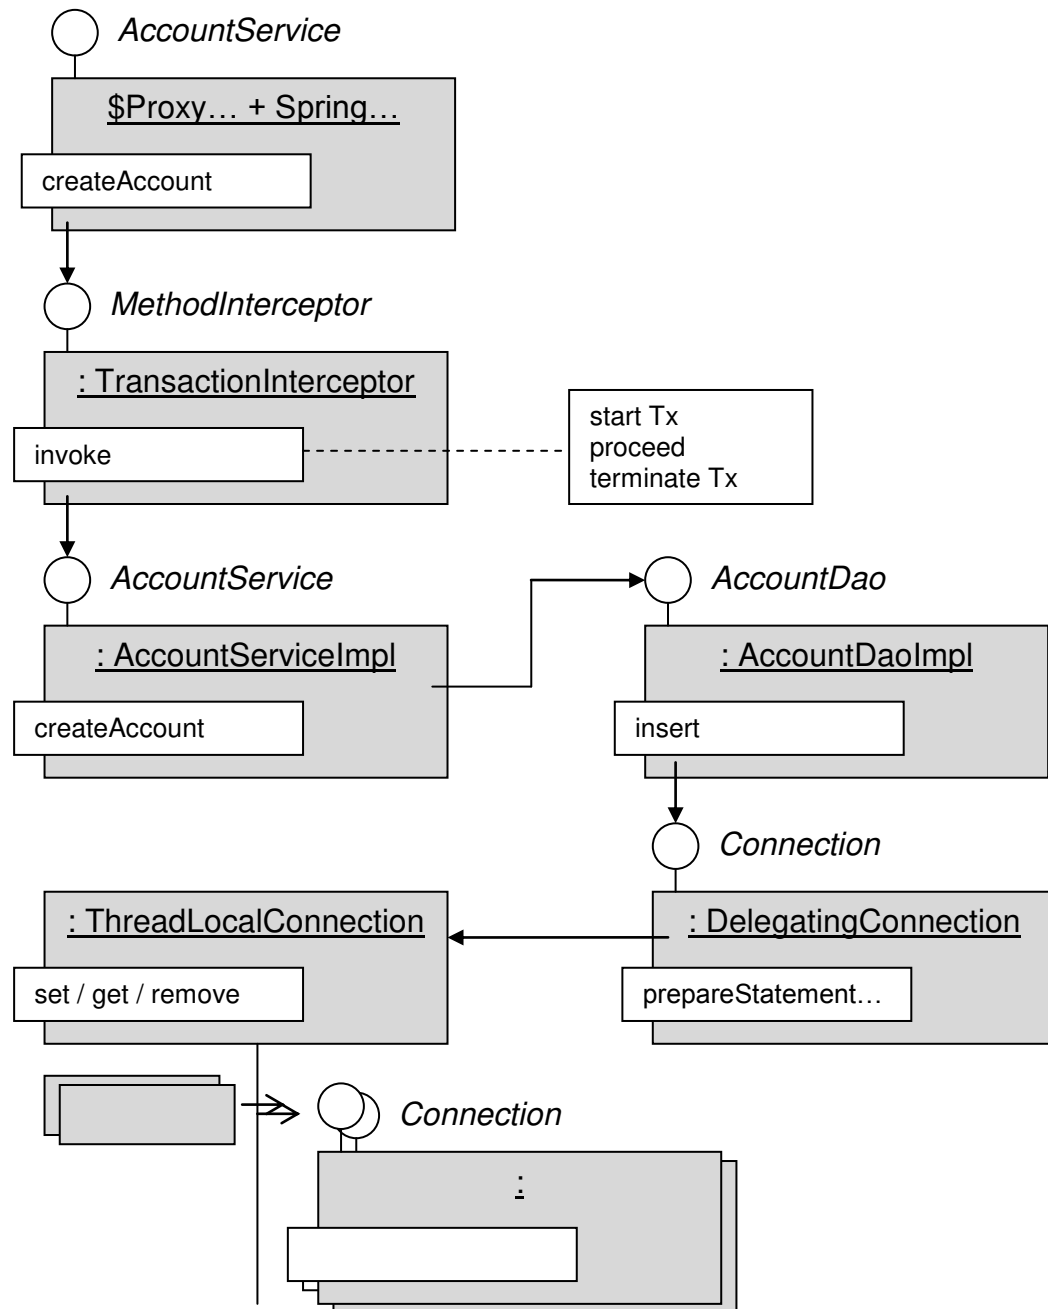 AccountService
$Proxy… + Spring…
createAccount
MethodInterceptor
: TransactionInterceptor
invoke
start Tx
proceed
terminate Tx
AccountService
AccountDao
: AccountServiceImpl
: AccountDaoImpl
createAccount
insert
Connection
: ThreadLocalConnection
: DelegatingConnection
set / get / remove
prepareStatement…
Connection
: